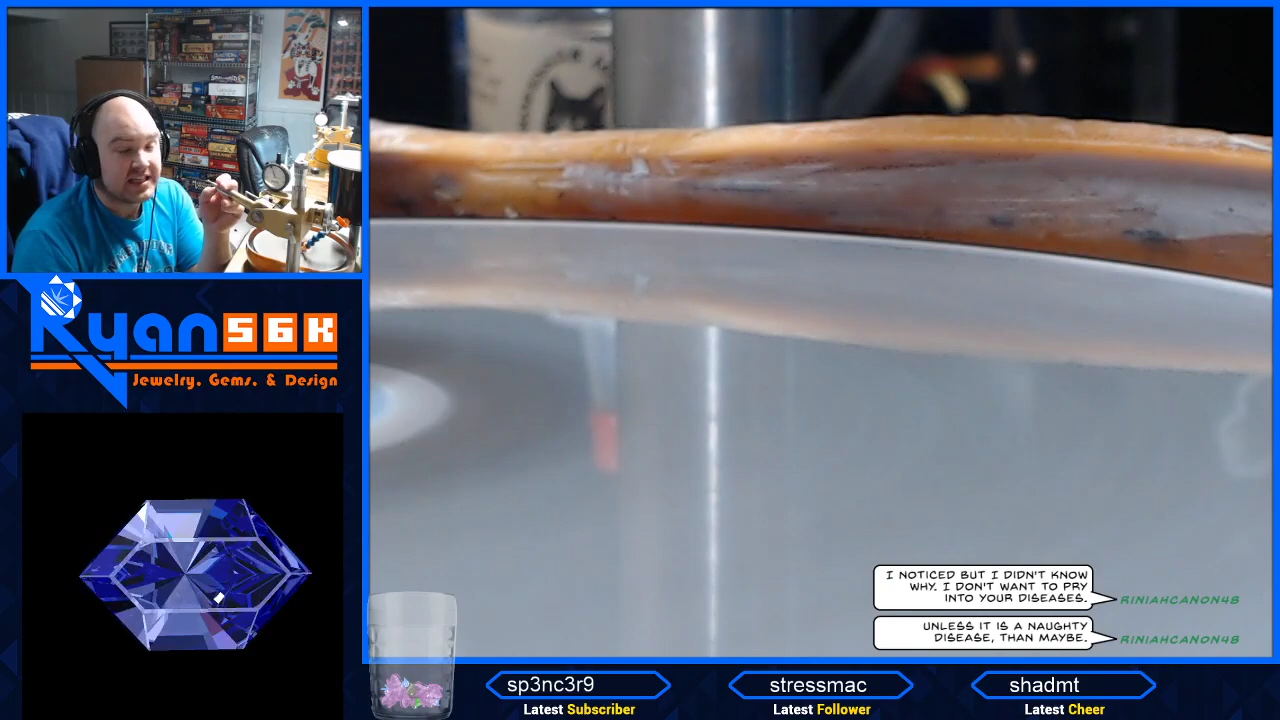 Ryan S6K
Jewelry, Gems, & Design
I NOTICED BUT I DIDN'T KNOW
WHY. I DON'T WANT TO PRY
INTO YOUR DISEASES.
RINIAHCANON48
UNLESS IT IS A NAUGHTY
DISEASE, THAN MAYBE.
RINIAHCANON48
sp3nc3r9
Latest Subscriber
stressmac
Latest Follower
shadmt
Latest Cheer